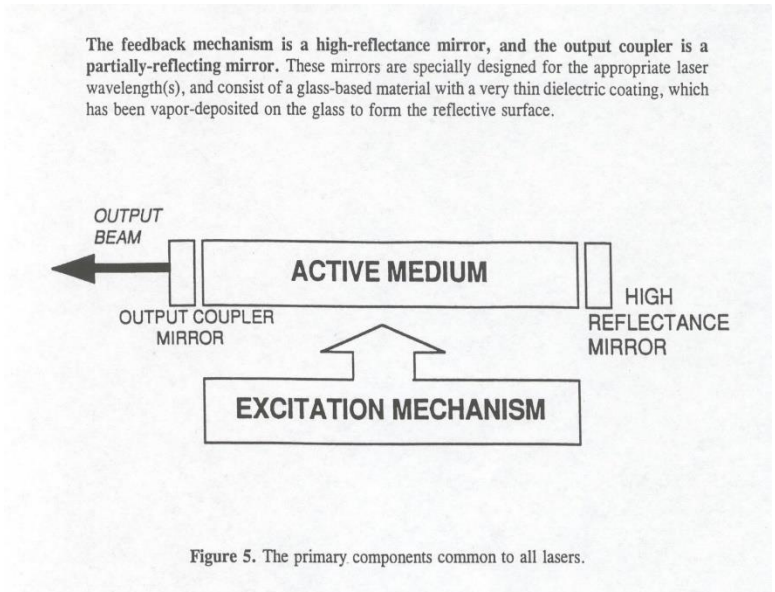 The feedback mechanism is a high-reflectance mirror, and the output coupler is a
partially-reflecting mirror. These mirrors are specially designed for the appropriate laser
wavelength(s), and consist of a glass-based material with a very thin dielectric coating, which
has been vapor-deposited on the glass to form the reflective surface.
OUTPUT
BEAM
ACTIVE MEDIUM
OUTPUT COUPLER
MIRROR
HIGH
REFLECTANCE
MIRROR
EXCITATION MECHANISM
Figure 5. The primary components common to all lasers.